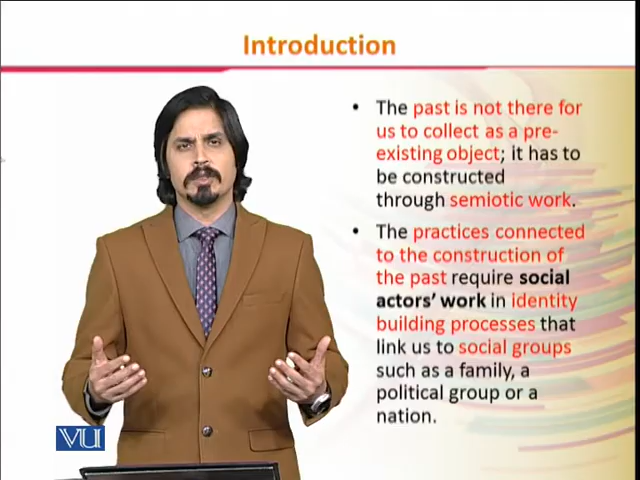 Introduction
• The past is not there for
us to collect as a pre-
existing object; it has to
be constructed
through semiotic work.
• The practices connected
to the construction of
the past require social
actors' work in identity
building processes that
link us to social groups
such as a family, a
political group or a
nation.
VU